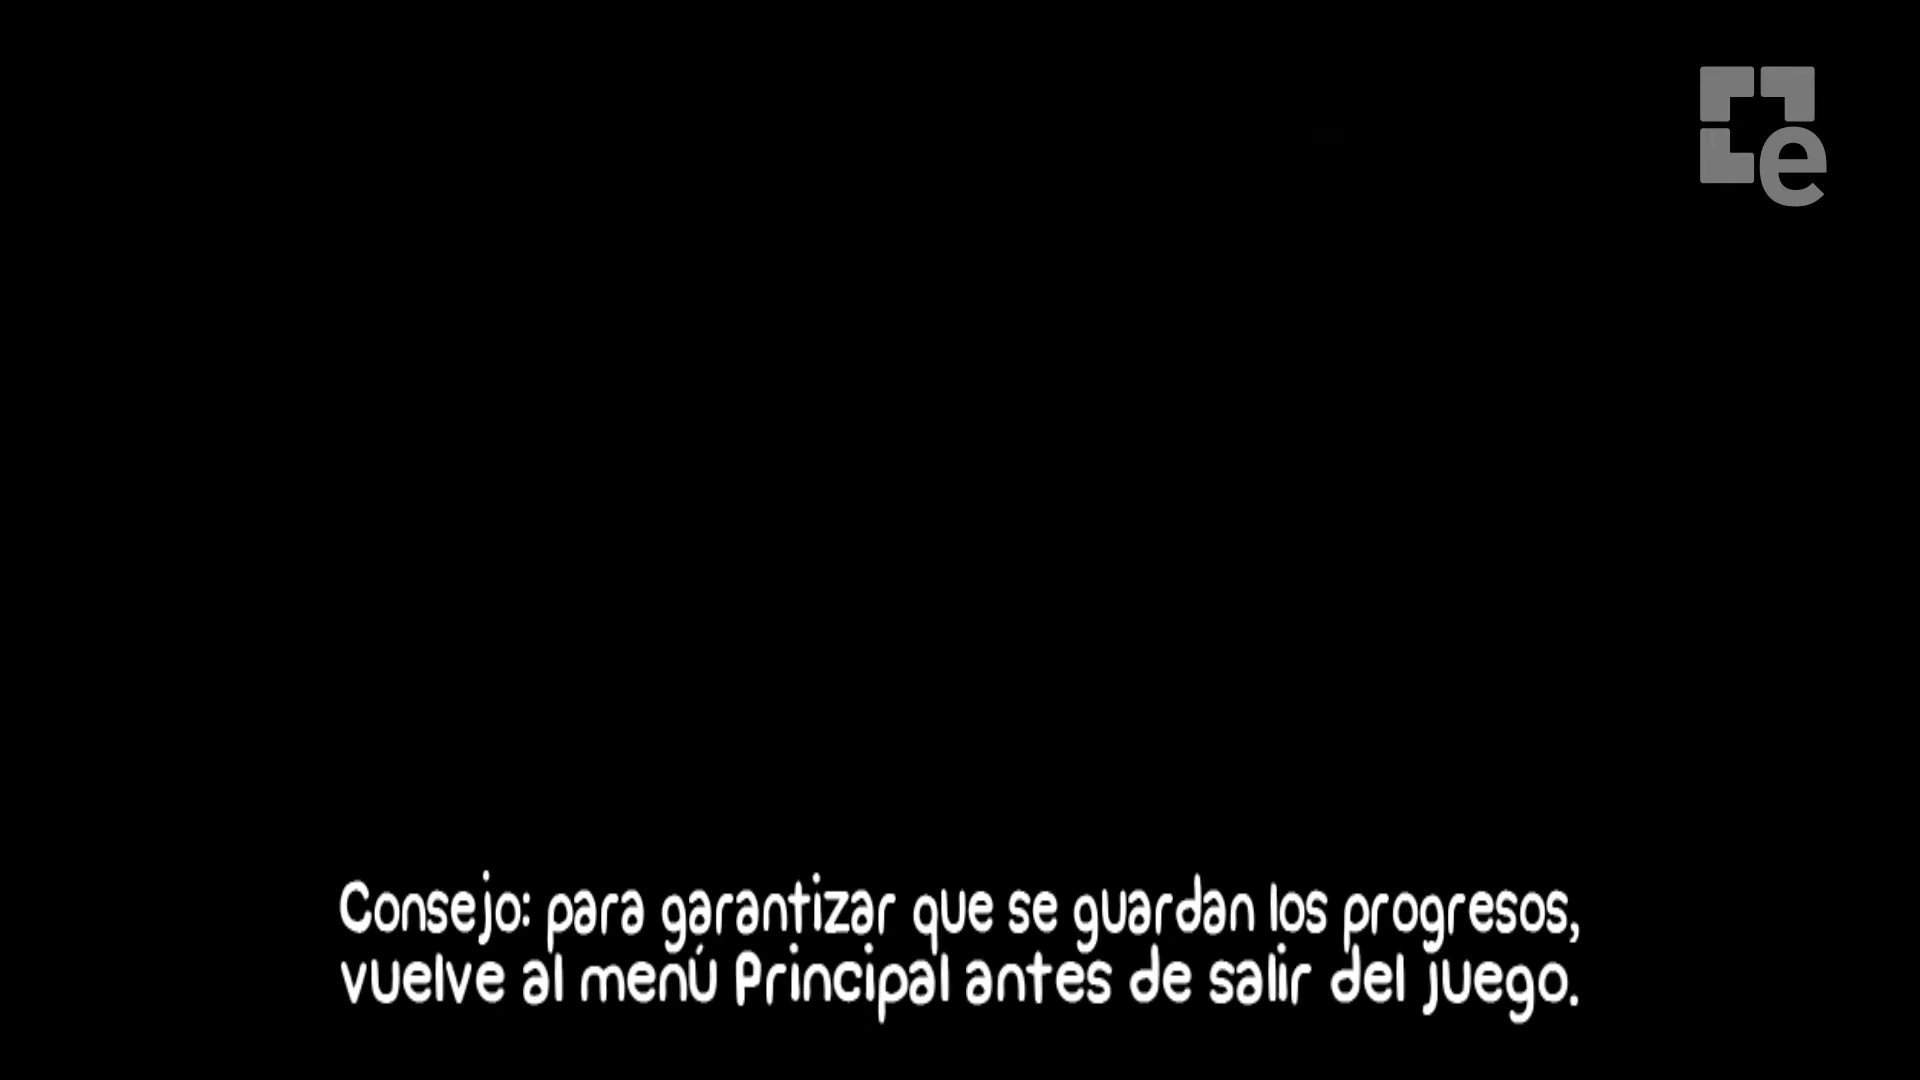 e
Consejo: para garantizar que se guardan los progresos,
vuelve al menú Principal antes de salir del juego.